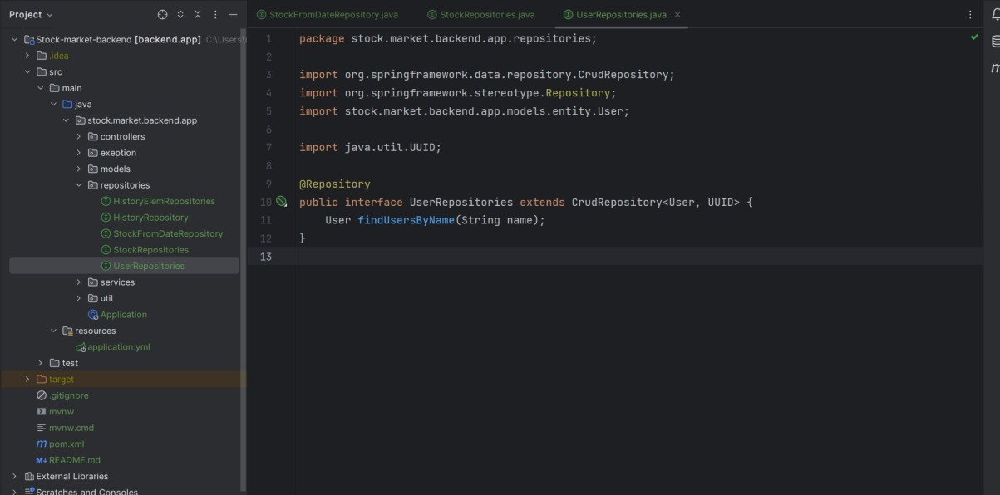 Project
Stock-market-backend [backend.app] C:\Users\
.idea
src
main
java
stock.market.backend.app
controllers
exeption
models
repositories
HistoryElemRepositories
HistoryRepository
StockFromDateRepository
StockRepositories
UserRepositories
services
util
Application
resources
application.yml
test
target
.gitignore
mvnw
mvnw.cmd
pom.xml
README.md
External Libraries
Scratches and Consoles
StockFromDateRepository.java StockRepositories.java UserRepositories.java
1 package stock.market.backend.app.repositories;
2
3 import org.springframework.data.repository.CrudRepository;
4 import org.springframework.stereotype.Repository;
5 import stock.market.backend.app.models.entity.User;
6
7 import java.util.UUID;
8
9 @Repository
10 public interface UserRepositories extends CrudRepository<User, UUID> {
11 User findUsersByName(String name);
12 }
13